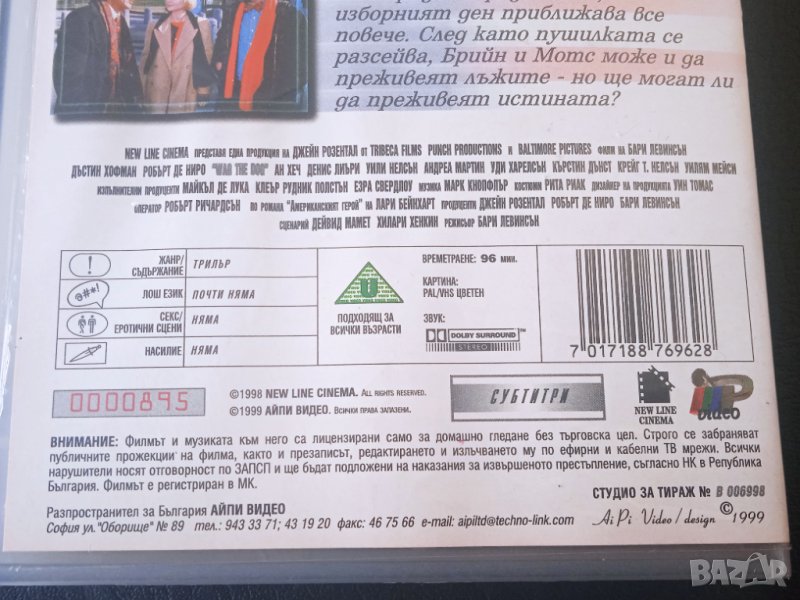 изборният ден приближава все
повече. След като пушилката се
разсейва, Брийн и Мотс може и да
преживеят лъжите - но ще могат ли
да преживеят истината?
NEW LINE CINEMA ПРЕДСТАВЯ ЕДНА ПРОДУКЦИЯ НА ДЖЕЙН РОЗЕНТАЛ ОТ TRIBECA FILMS PUNCH PRODUCTIONS И BALTIMORE PICTURES ФИЛМ НА БАРИ ЛЕВИНСЪН
ДЪСТИН ХОФМАН РОБЪРТ ДЕ НИРО "WAG THE DOG" АН ХЕЧ ДЕНИС ЛИЪРИ УИЛИ НЕЛСЪН АНДРЕА МАРТИН УДИ ХАРЕЛСЪН КЪРСТИН ДЪНСТ КРЕЙГ Т. НЕЛСЪН УИЛЯМ МЕЙСИ
ИЗПЪЛНИТЕЛНИ ПРОДУЦЕНТИ МАЙКЪЛ ДЕ ЛУКА КЛЕЪР РУДНИК ПОЛСТЪН ЕЗРА СВЕРДЛОУ МУЗИКА МАРК КНОПФЛЪР КОСТЮМИ РИТА РИАК ДИЗАЙНЕР НА ПРОДУКЦИЯТА УИН ТОМАС
ОПЕРАТОР РОБЪРТ РИЧАРДСЪН ПО РОМАНА "АМЕРИКАНСКИЯТ ГЕРОЙ" НА ЛАРИ БЕЙНХАРТ ПРОДУЦЕНТИ ДЖЕЙН РОЗЕНТАЛ РОБЪРТ ДЕ НИРО БАРИ ЛЕВИНСЪН
СЦЕНАРИЙ ДЕЙВИД МАМЕТ ХИЛАРИ ХЕНКИН РЕЖИСЬОР БАРИ ЛЕВИНСЪН
! ЖАНР/
СЪДЪРЖАНИЕ ТРИЛЪР
@#*! ЛОШ ЕЗИК ПОЧТИ НЯМА
СЕКС/
ЕРОТИЧНИ СЦЕНИ НЯМА
НАСИЛИЕ НЯМА
U
ПОДХОДЯЩ ЗА
ВСИЧКИ ВЪЗРАСТИ
ВРЕМЕТРАЕНЕ: 96 мин.
КАРТИНА:
PAL/VHS ЦВЕТЕН
ЗВУК:
DOLBY SURROUND™
STEREO
7 017188 769628
0000895
©1998 NEW LINE CINEMA. ALL RIGHTS RESERVED.
©1999 АЙПИ ВИДЕО. ВСИЧКИ ПРАВА ЗАПАЗЕНИ.
СУБТИТРИ
NEW LINE
CINEMA
IP
video
ВНИМАНИЕ: Филмът и музиката към него са лицензирани само за домашно гледане без търговска цел. Строго се забраняват
публичните прожекции на филма, както и презаписът, редактирането и излъчването му по ефирни и кабелни ТВ мрежи. Всички
нарушители носят отговорност по ЗАПСП и ще бъдат подложени на наказания за извършеното престъпление, съгласно НК в Република
България. Филмът е регистриран в МК.
СТУДИО ЗА ТИРАЖ № В 006998
Разпространител за България АЙПИ ВИДЕО
София ул."Оборище" № 89 тел.: 943 33 71; 43 19 20 факс: 46 75 66 e-mail: aipiltd@techno-link.com
Ai Pi Video / design © 1999
BAZAR